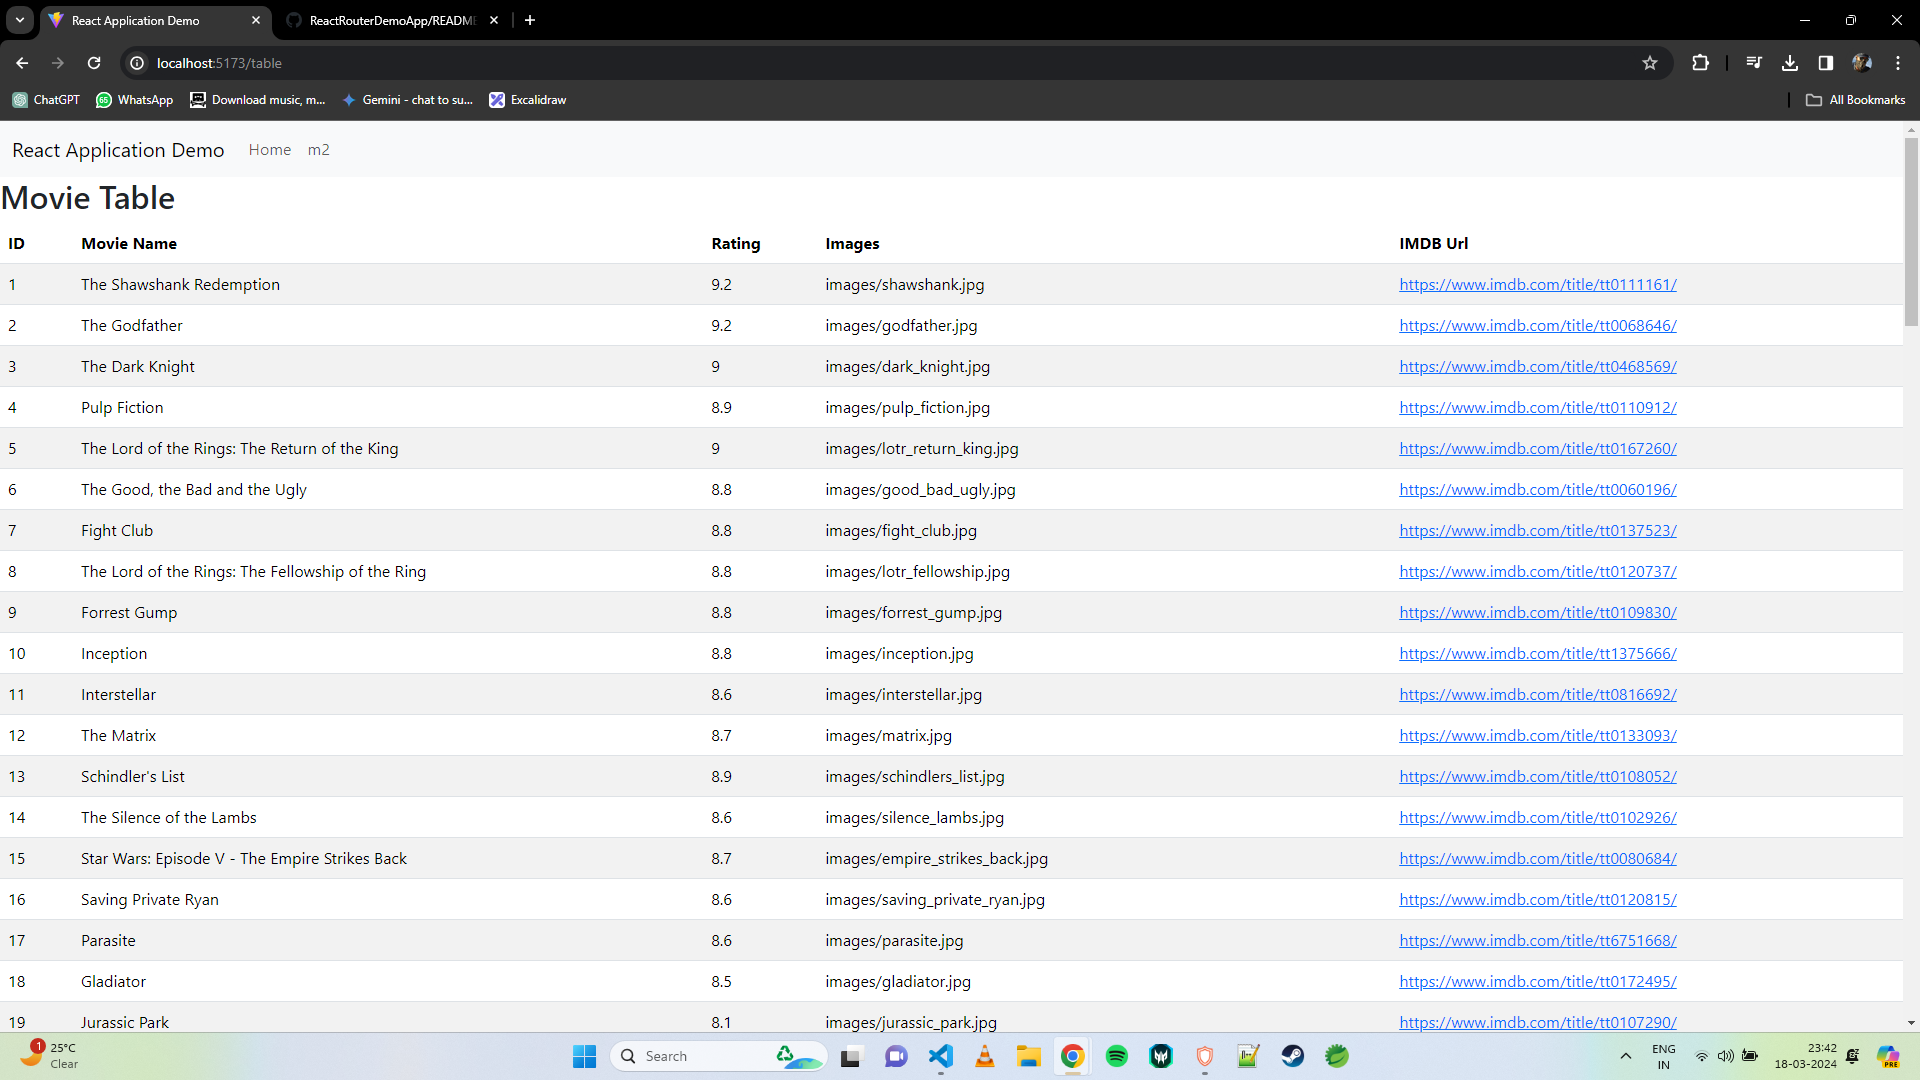 React Application Demo
ReactRouterDemoApp/README
localhost:5173/table
ChatGPT
WhatsApp
Download music, m...
Gemini - chat to su...
Excalidraw
All Bookmarks
React Application Demo Home m2
Movie Table
ID Movie Name Rating Images IMDB Url
1 The Shawshank Redemption 9.2 images/shawshank.jpg https://www.imdb.com/title/tt0111161/
2 The Godfather 9.2 images/godfather.jpg https://www.imdb.com/title/tt0068646/
3 The Dark Knight 9 images/dark_knight.jpg https://www.imdb.com/title/tt0468569/
4 Pulp Fiction 8.9 images/pulp_fiction.jpg https://www.imdb.com/title/tt0110912/
5 The Lord of the Rings: The Return of the King 9 images/lotr_return_king.jpg https://www.imdb.com/title/tt0167260/
6 The Good, the Bad and the Ugly 8.8 images/good_bad_ugly.jpg https://www.imdb.com/title/tt0060196/
7 Fight Club 8.8 images/fight_club.jpg https://www.imdb.com/title/tt0137523/
8 The Lord of the Rings: The Fellowship of the Ring 8.8 images/lotr_fellowship.jpg https://www.imdb.com/title/tt0120737/
9 Forrest Gump 8.8 images/forrest_gump.jpg https://www.imdb.com/title/tt0109830/
10 Inception 8.8 images/inception.jpg https://www.imdb.com/title/tt1375666/
11 Interstellar 8.6 images/interstellar.jpg https://www.imdb.com/title/tt0816692/
12 The Matrix 8.7 images/matrix.jpg https://www.imdb.com/title/tt0133093/
13 Schindler's List 8.9 images/schindlers_list.jpg https://www.imdb.com/title/tt0108052/
14 The Silence of the Lambs 8.6 images/silence_lambs.jpg https://www.imdb.com/title/tt0102926/
15 Star Wars: Episode V - The Empire Strikes Back 8.7 images/empire_strikes_back.jpg https://www.imdb.com/title/tt0080684/
16 Saving Private Ryan 8.6 images/saving_private_ryan.jpg https://www.imdb.com/title/tt0120815/
17 Parasite 8.6 images/parasite.jpg https://www.imdb.com/title/tt6751668/
18 Gladiator 8.5 images/gladiator.jpg https://www.imdb.com/title/tt0172495/
19 Jurassic Park 8.1 images/jurassic_park.jpg https://www.imdb.com/title/tt0107290/
1
25°C
Clear
Search
ENG
IN
23:42
18-03-2024
PRE